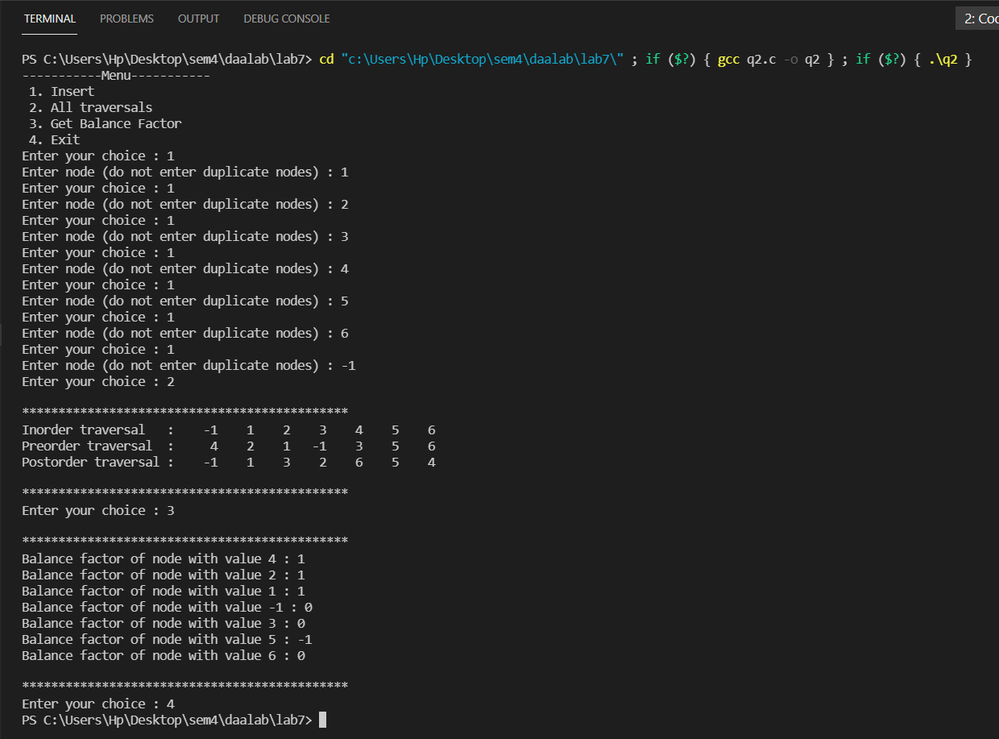 TERMINAL PROBLEMS OUTPUT DEBUG CONSOLE 2:
PS C:\Users\Hp\Desktop\sem4\daalab\lab7> cd "c:\Users\Hp\Desktop\sem4\daalab\lab7\" ; if ($?) { gcc q2.c -o q2 } ; if ($?) { .\q2 }
-----------Menu-----------
1. Insert
2. All traversals
3. Get Balance Factor
4. Exit
Enter your choice : 1
Enter node (do not enter duplicate nodes) : 1
Enter your choice : 1
Enter node (do not enter duplicate nodes) : 2
Enter your choice : 1
Enter node (do not enter duplicate nodes) : 3
Enter your choice : 1
Enter node (do not enter duplicate nodes) : 4
Enter your choice : 1
Enter node (do not enter duplicate nodes) : 5
Enter your choice : 1
Enter node (do not enter duplicate nodes) : 6
Enter your choice : 1
Enter node (do not enter duplicate nodes) : -1
Enter your choice : 2
*********************************************
Inorder traversal : -1 1 2 3 4 5 6
Preorder traversal : 4 2 1 -1 3 5 6
Postorder traversal : -1 1 3 2 6 5 4
*********************************************
Enter your choice : 3
*********************************************
Balance factor of node with value 4 : 1
Balance factor of node with value 2 : 1
Balance factor of node with value 1 : 1
Balance factor of node with value -1 : 0
Balance factor of node with value 3 : 0
Balance factor of node with value 5 : -1
Balance factor of node with value 6 : 0
*********************************************
Enter your choice : 4
PS C:\Users\Hp\Desktop\sem4\daalab\lab7>